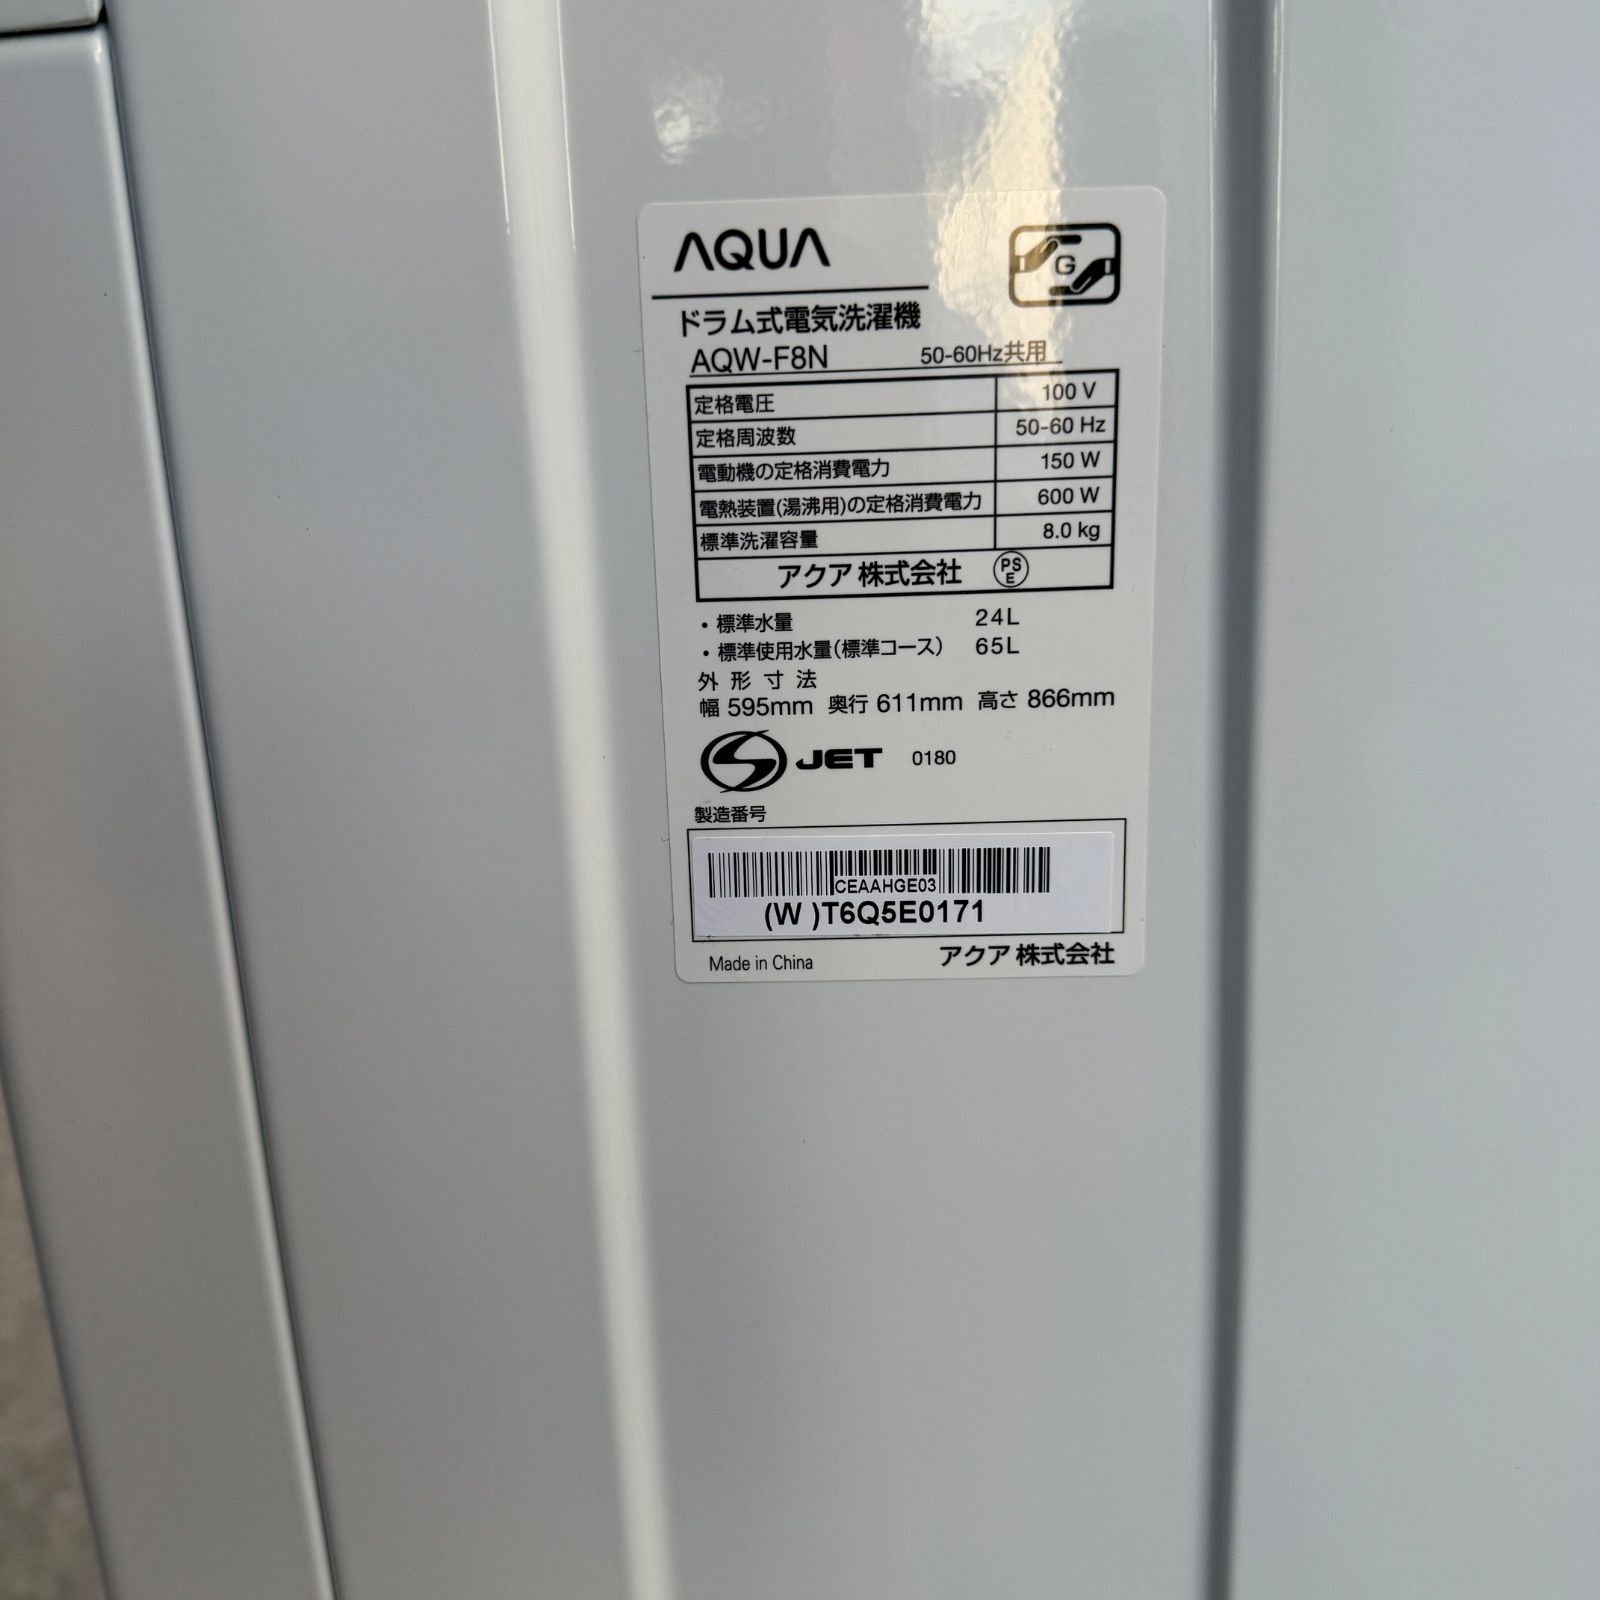 AQUA
G
ドラム式電気洗濯機
AQW-F8N 50-60Hz共用
定格電圧 100 V
定格周波数 50-60 Hz
電動機の定格消費電力 150 W
電熱装置(湯沸用)の定格消費電力 600 W
標準洗濯容量 8.0 kg
アクア 株式会社 PS E
・標準水量 24L
・標準使用水量(標準コース) 65L
外形寸法
幅 595mm 奥行 611mm 高さ 866mm
S JET 0180
製造番号
CEAAHGE03
(W )T6Q5E0171
Made in China アクア 株式会社